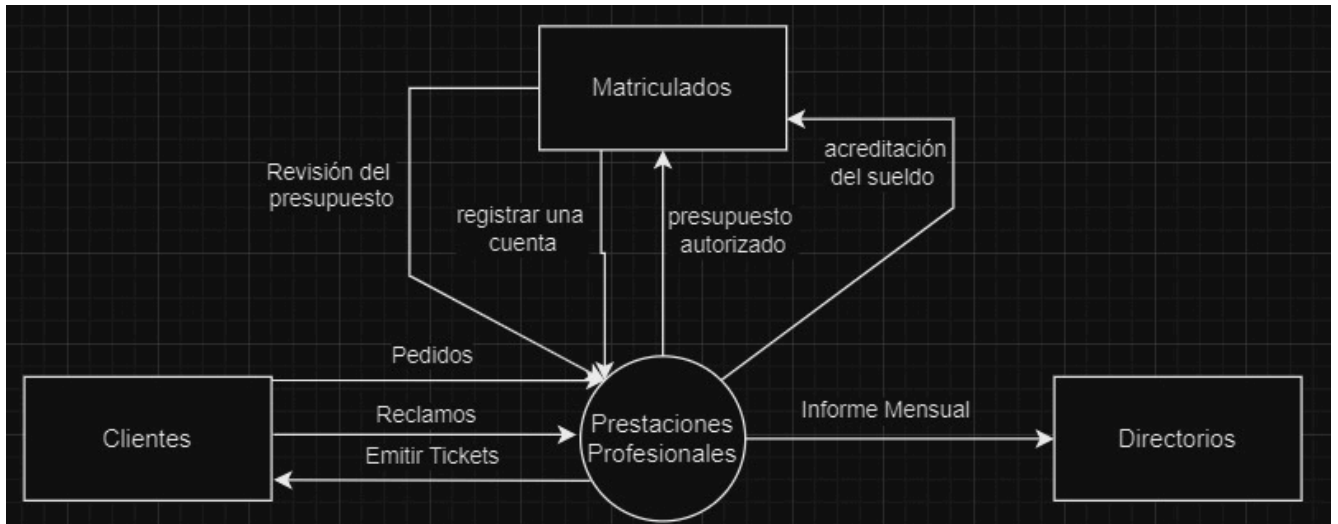 Matriculados
acreditación
del sueldo
Revisión del
presupuesto
registrar una
cuenta
presupuesto
autorizado
Pedidos
Clientes
Reclamos
Emitir Tickets
Prestaciones
Profesionales
Informe Mensual
Directorios